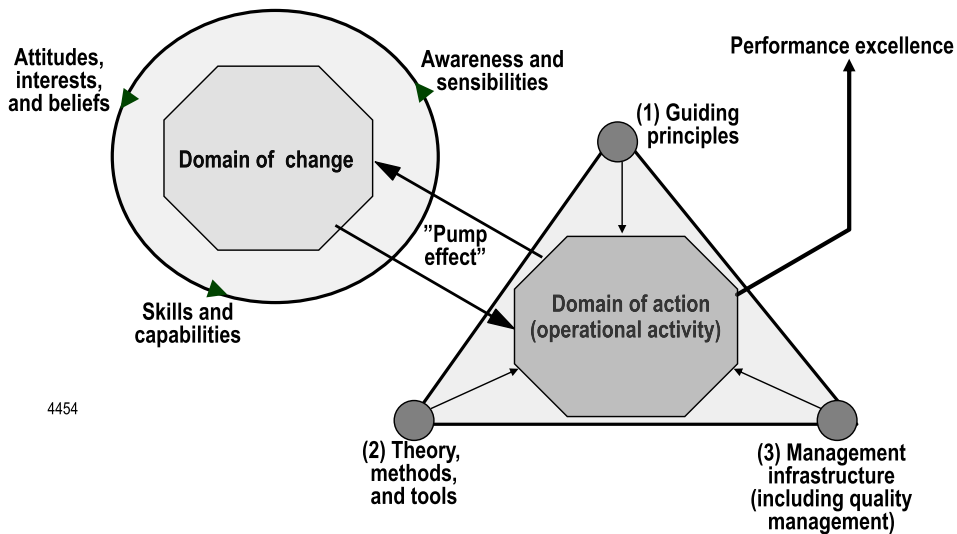 Attitudes,
interests,
and beliefs
Awareness and
sensibilities
Domain of change
Skills and
capabilities
”Pump
effect”
Performance excellence
(1) Guiding
principles
Domain of action
(operational activity)
4454
(2) Theory,
methods,
and tools
(3) Management
infrastructure
(including quality
management)